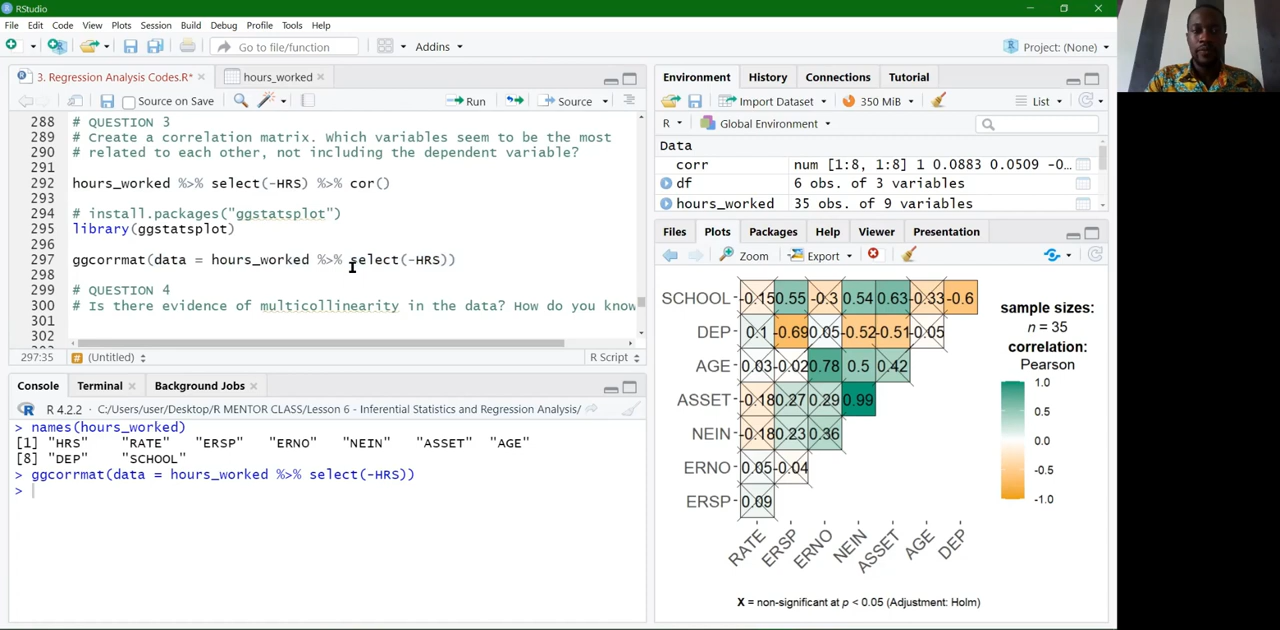 RStudio
File Edit Code View Plots Session Build Debug Profile Tools Help
Go to file/function Addins Project: (None)
3. Regression Analysis Codes.R* hours_worked
Source on Save Run Source
288 # QUESTION 3
289 # Create a correlation matrix. Which variables seem to be the most
290 # related to each other, not including the dependent variable?
291
292 hours_worked %>% select(-HRS) %>% cor()
293
294 # install.packages("ggstatsplot")
295 library(ggstatsplot)
296
297 ggcorrmat(data = hours_worked %>% select(-HRS))
298
299 # QUESTION 4
300 # Is there evidence of multicollinearity in the data? How do you know
301
302
297:35 # (Untitled) R Script
Console Terminal Background Jobs
R 4.2.2 · C:/Users/user/Desktop/R MENTOR CLASS/Lesson 6 - Inferential Statistics and Regression Analysis/
> names(hours_worked)
[1] "HRS" "RATE" "ERSP" "ERNO" "NEIN" "ASSET" "AGE"
[8] "DEP" "SCHOOL"
> ggcorrmat(data = hours_worked %>% select(-HRS))
>
Environment History Connections Tutorial
Import Dataset 350 MiB List
R Global Environment
Data
corr num [1:8, 1:8] 1 0.0883 0.0509 -0...
df 6 obs. of 3 variables
hours_worked 35 obs. of 9 variables
Files Plots Packages Help Viewer Presentation
Zoom Export
SCHOOL -0.15 0.55 -0.3 0.54 0.63 -0.33 -0.6
DEP 0.1 -0.69 0.05 -0.52 -0.51 -0.05
AGE 0.03 -0.02 0.78 0.5 0.42
ASSET -0.18 0.27 0.29 0.99
NEIN -0.18 0.23 0.36
ERNO 0.05 -0.04
ERSP 0.09
RATE ERSP ERNO NEIN ASSET AGE DEP
sample sizes:
n = 35
correlation:
Pearson
1.0
0.5
0.0
-0.5
-1.0
X = non-significant at p < 0.05 (Adjustment: Holm)